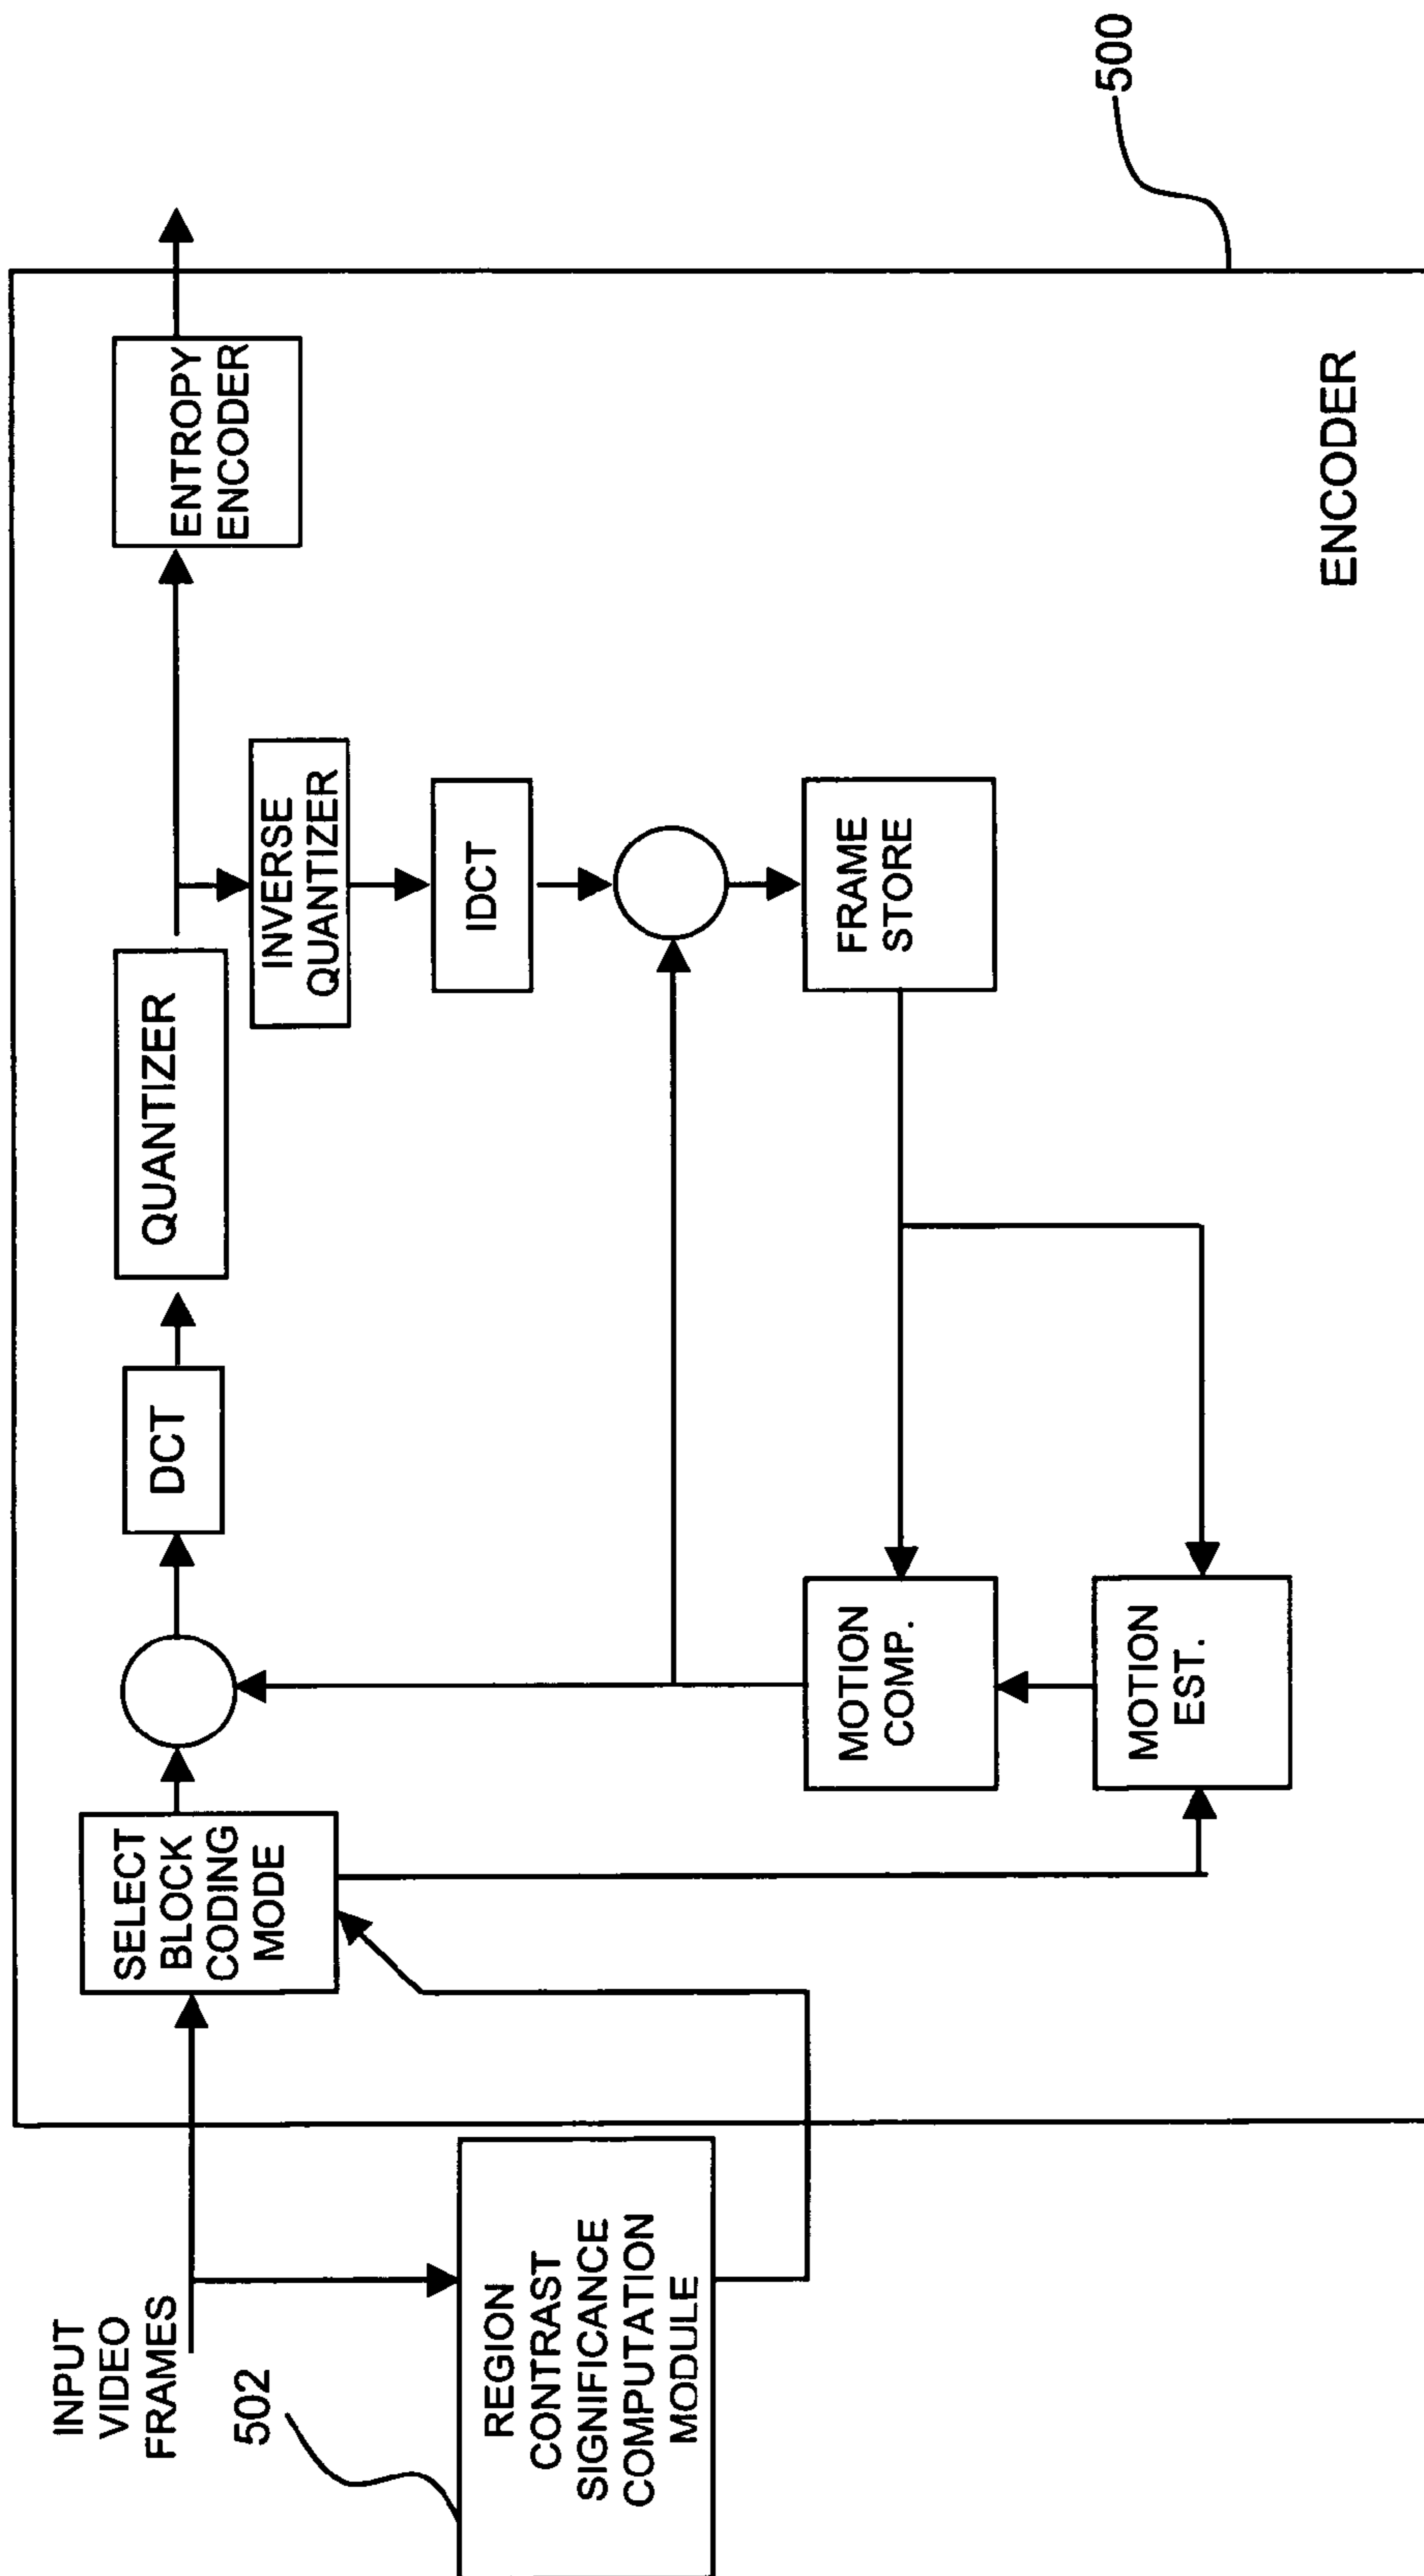 INPUT
VIDEO
FRAMES
502
REGION
CONTRAST
SIGNIFICANCE
COMPUTATION
MODULE
SELECT
BLOCK
CODING
MODE
DCT
QUANTIZER
ENTROPY
ENCODER
INVERSE
QUANTIZER
IDCT
FRAME
STORE
MOTION
COMP.
MOTION
EST.
ENCODER
500